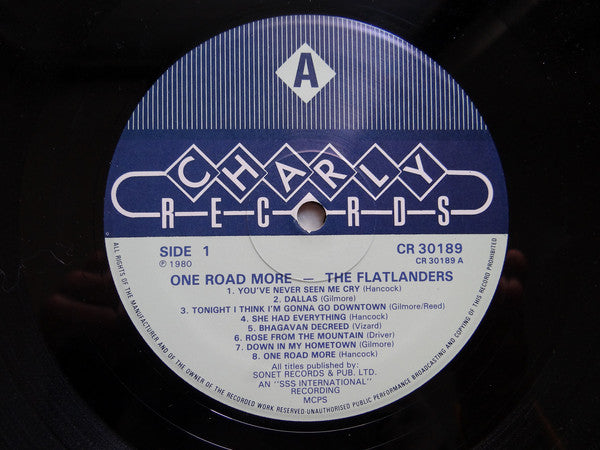 A
CHARLY
RECORDS
SIDE 1
℗ 1980
CR 30189
CR 30189 A
ONE ROAD MORE — THE FLATLANDERS
1. YOU'VE NEVER SEEN ME CRY (Hancock)
2. DALLAS (Gilmore)
3. TONIGHT I THINK I'M GONNA GO DOWNTOWN (Gilmore/Reed)
4. SHE HAD EVERYTHING (Hancock)
5. BHAGAVAN DECREED (Vizard)
6. ROSE FROM THE MOUNTAIN (Driver)
7. DOWN IN MY HOMETOWN (Gilmore)
8. ONE ROAD MORE (Hancock)
All titles published by:
SONET RECORDS & PUB. LTD.
AN "SSS INTERNATIONAL"
RECORDING
MCPS
ALL RIGHTS OF THE MANUFACTURER AND OF THE OWNER OF THE RECORDED WORK RESERVED-UNAUTHORISED PUBLIC PERFORMANCE BROADCASTING AND COPYING OF THIS RECORD PROHIBITED